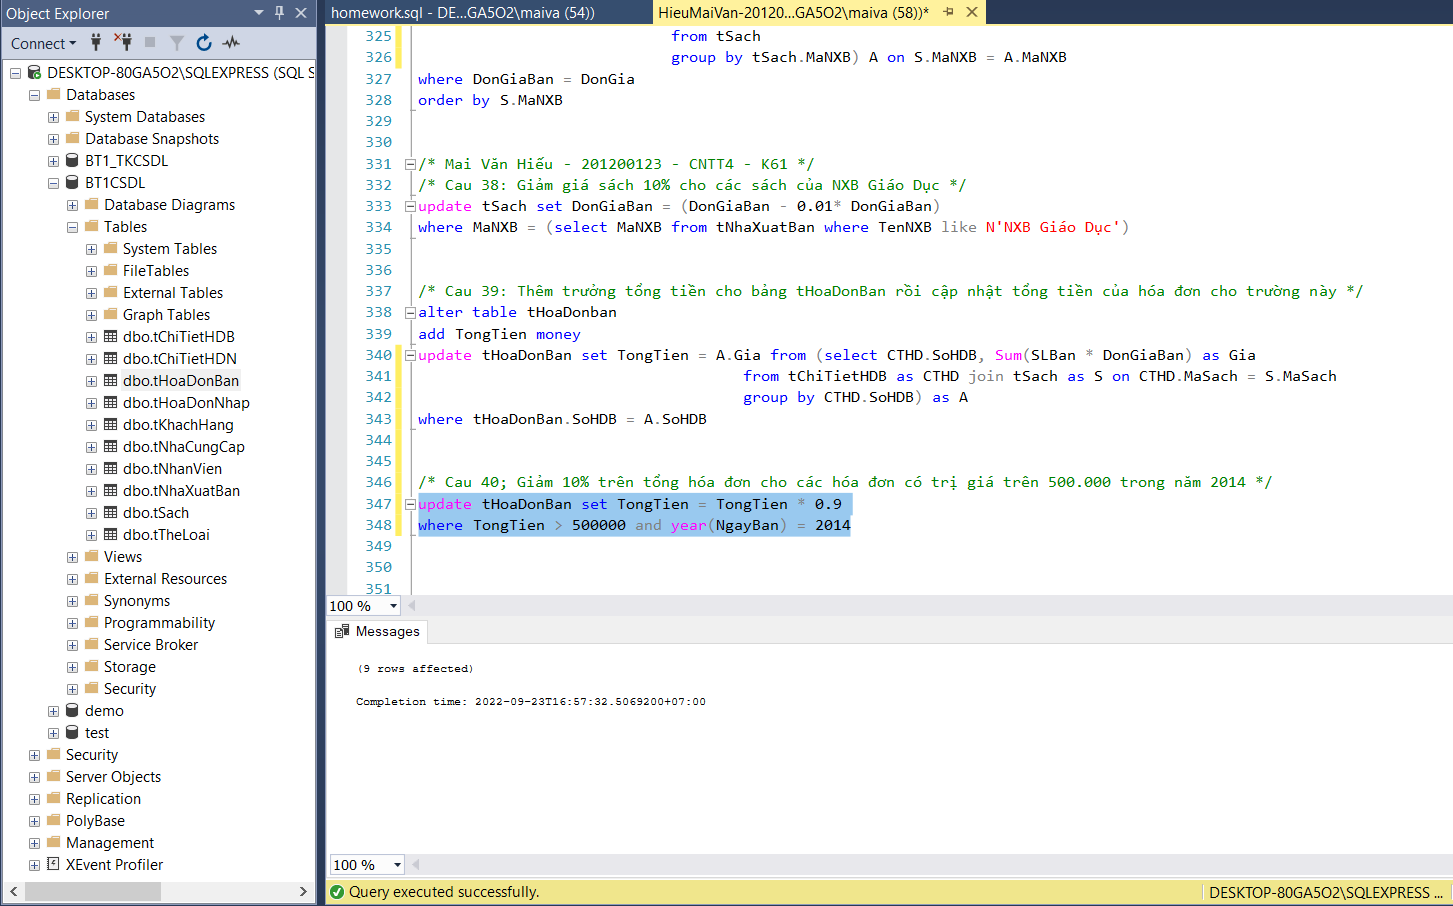 Object Explorer
Connect
DESKTOP-80GA5O2\SQLEXPRESS (SQL S
Databases
System Databases
Database Snapshots
BT1_TKCSDL
BT1CSDL
Database Diagrams
Tables
System Tables
FileTables
External Tables
Graph Tables
dbo.tChiTietHDB
dbo.tChiTietHDN
dbo.tHoaDonBan
dbo.tHoaDonNhap
dbo.tKhachHang
dbo.tNhaCungCap
dbo.tNhanVien
dbo.tNhaXuatBan
dbo.tSach
dbo.tTheLoai
Views
External Resources
Synonyms
Programmability
Service Broker
Storage
Security
demo
test
Security
Server Objects
Replication
PolyBase
Management
XEvent Profiler
homework.sql - DE...GA5O2\maiva (54))
HieuMaiVan-20120...GA5O2\maiva (58))*
325 from tSach
326 group by tSach.MaNXB) A on S.MaNXB = A.MaNXB
327 where DonGiaBan = DonGia
328 order by S.MaNXB
329
330
331 /* Mai Văn Hiếu - 201200123 - CNTT4 - K61 */
332 /* Cau 38: Giảm giá sách 10% cho các sách của NXB Giáo Dục */
333 update tSach set DonGiaBan = (DonGiaBan - 0.01* DonGiaBan)
334 where MaNXB = (select MaNXB from tNhaXuatBan where TenNXB like N'NXB Giáo Dục')
335
336
337 /* Cau 39: Thêm trưởng tổng tiền cho bảng tHoaDonBan rồi cập nhật tổng tiền của hóa đơn cho trường này */
338 alter table tHoaDonban
339 add TongTien money
340 update tHoaDonBan set TongTien = A.Gia from (select CTHD.SoHDB, Sum(SLBan * DonGiaBan) as Gia
341 from tChiTietHDB as CTHD join tSach as S on CTHD.MaSach = S.MaSach
342 group by CTHD.SoHDB) as A
343 where tHoaDonBan.SoHDB = A.SoHDB
344
345
346 /* Cau 40; Giảm 10% trên tổng hóa đơn cho các hóa đơn có trị giá trên 500.000 trong năm 2014 */
347 update tHoaDonBan set TongTien = TongTien * 0.9
348 where TongTien > 500000 and year(NgayBan) = 2014
349
350
351
100 %
Messages
(9 rows affected)
Completion time: 2022-09-23T16:57:32.5069200+07:00
100 %
Query executed successfully.
DESKTOP-80GA5O2\SQLEXPRESS ...